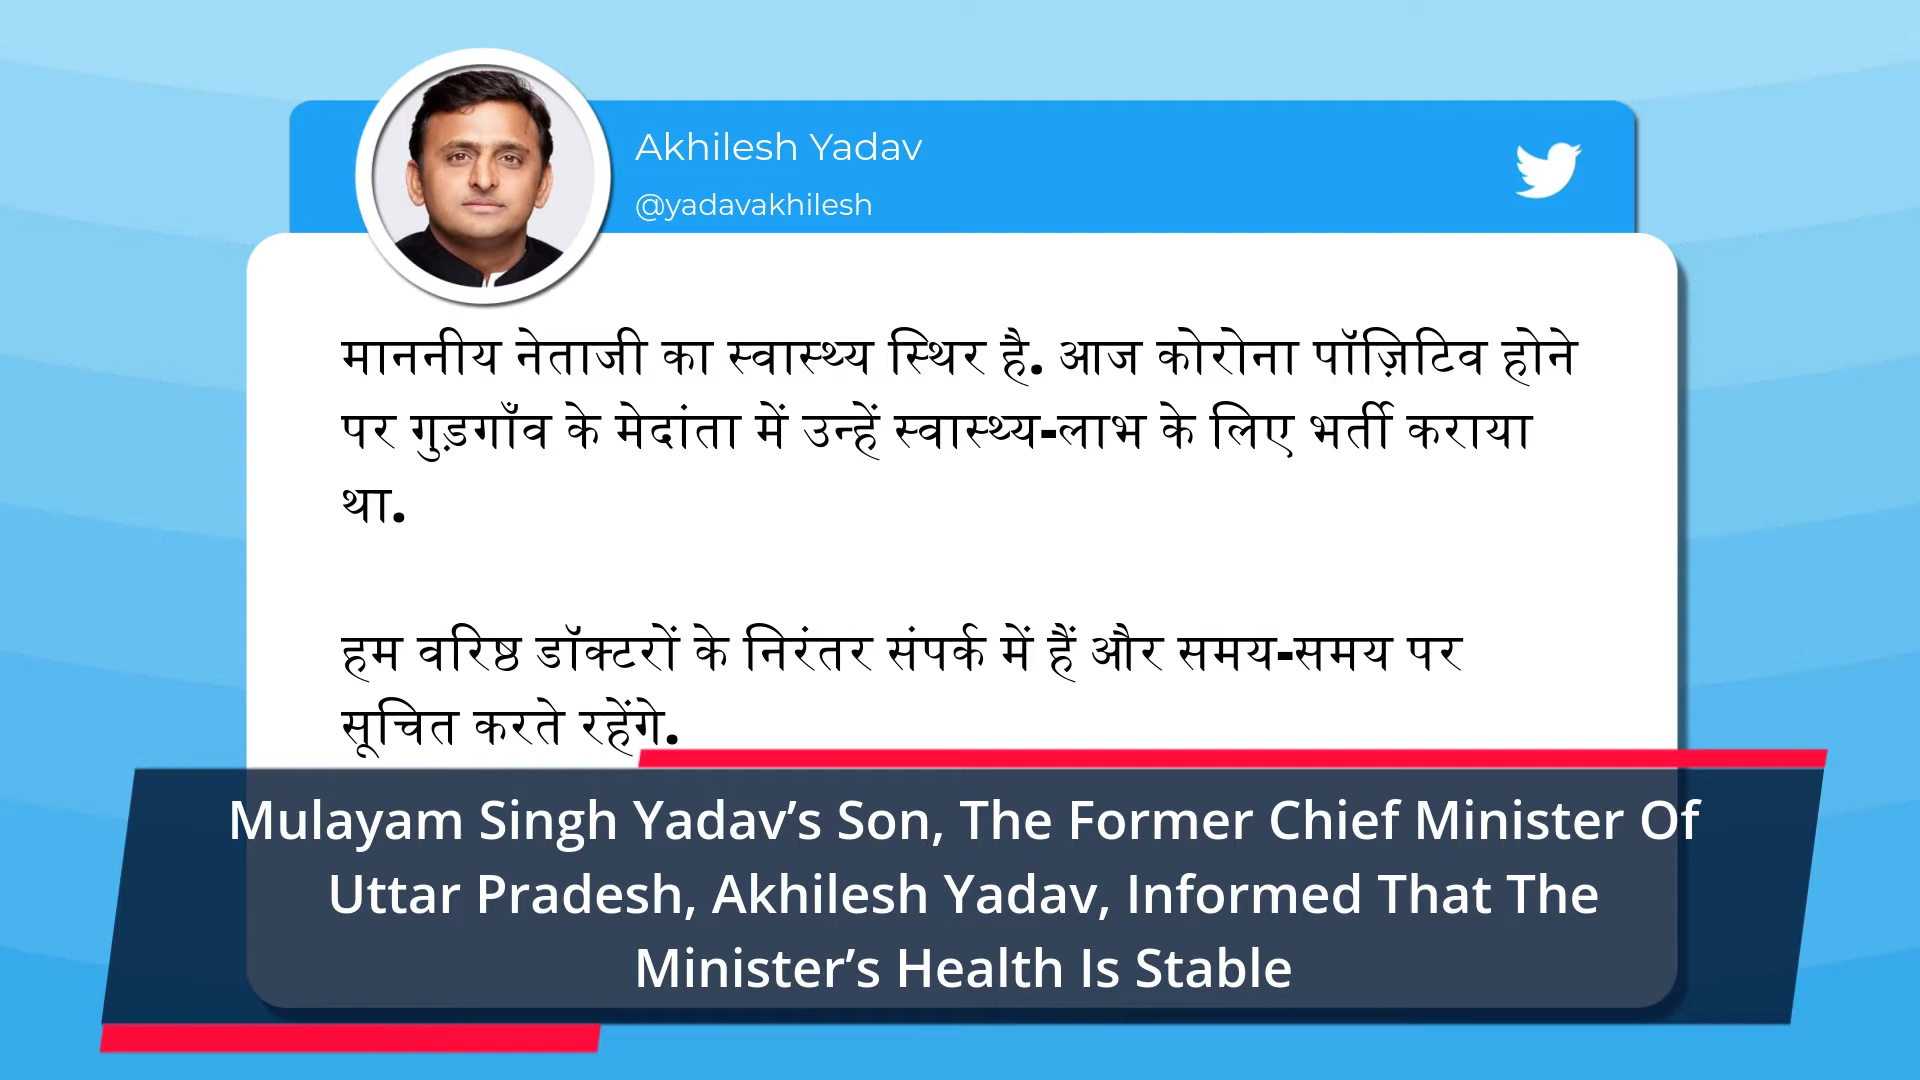 Akhilesh Yadav
@yadavakhilesh
माननीय नेताजी का स्वास्थ्य स्थिर है. आज कोरोना पॉज़िटिव होने
पर गुड़गाँव के मेदांता में उन्हें स्वास्थ्य-लाभ के लिए भर्ती कराया
था.
हम वरिष्ठ डॉक्टरों के निरंतर संपर्क में हैं और समय-समय पर
सूचित करते रहेंगे.
Mulayam Singh Yadav’s Son, The Former Chief Minister Of
Uttar Pradesh, Akhilesh Yadav, Informed That The
Minister’s Health Is Stable